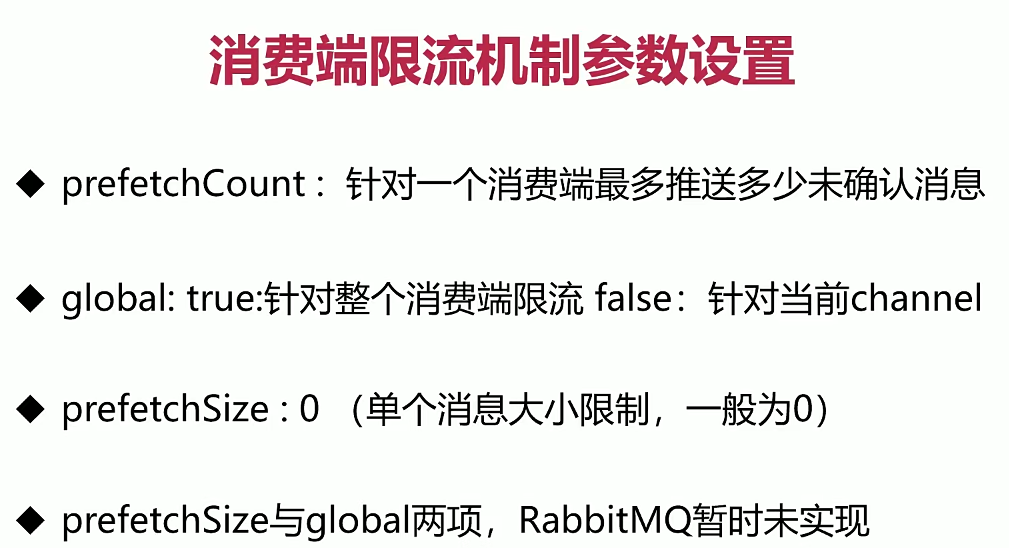 消费端限流机制参数设置
◆ prefetchCount：针对一个消费端最多推送多少未确认消息
◆ global: true:针对整个消费端限流 false：针对当前channel
◆ prefetchSize : 0 （单个消息大小限制，一般为0）
◆ prefetchSize与global两项，RabbitMQ暂时未实现